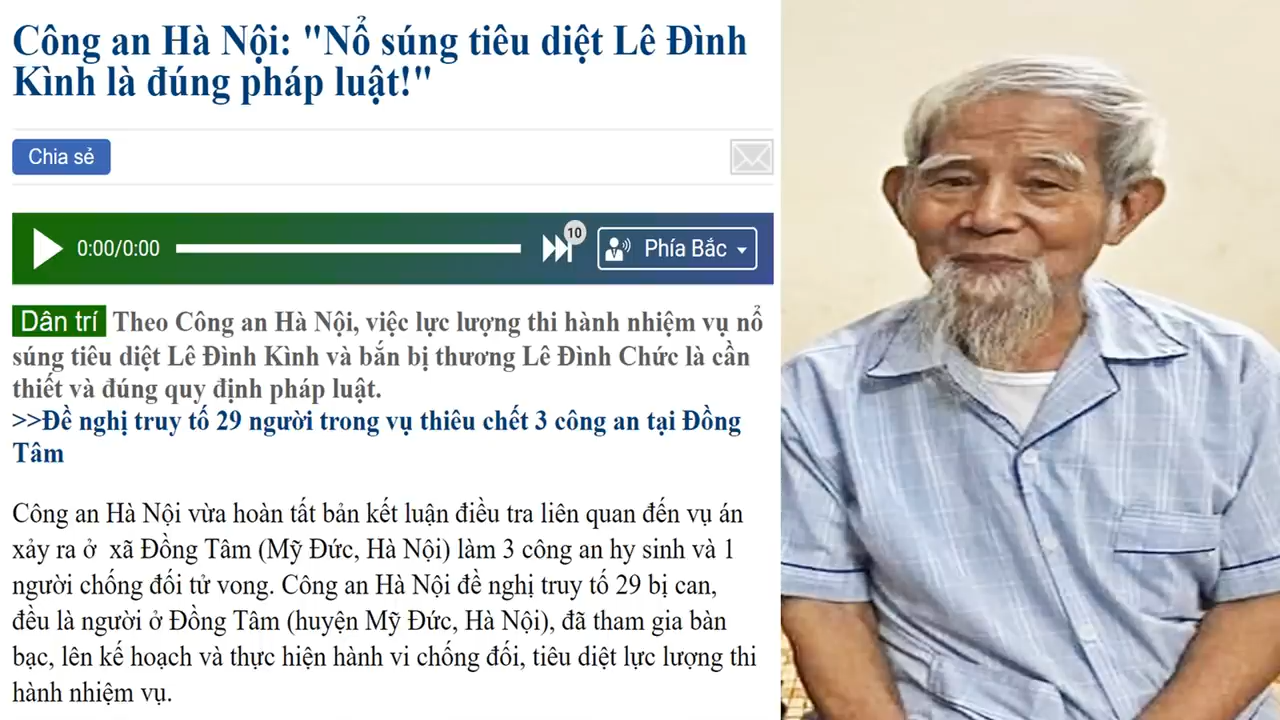 Công an Hà Nội: "Nổ súng tiêu diệt Lê Đình
Kình là đúng pháp luật!"
Chia sẻ
0:00/0:00
10
Phía Bắc
Dân trí Theo Công an Hà Nội, việc lực lượng thi hành nhiệm vụ nổ
súng tiêu diệt Lê Đình Kình và bắn bị thương Lê Đình Chức là cần
thiết và đúng quy định pháp luật.
>>Đề nghị truy tố 29 người trong vụ thiêu chết 3 công an tại Đồng
Tâm
Công an Hà Nội vừa hoàn tất bản kết luận điều tra liên quan đến vụ án
xảy ra ở xã Đồng Tâm (Mỹ Đức, Hà Nội) làm 3 công an hy sinh và 1
người chống đối tử vong. Công an Hà Nội đề nghị truy tố 29 bị can,
đều là người ở Đồng Tâm (huyện Mỹ Đức, Hà Nội), đã tham gia bàn
bạc, lên kế hoạch và thực hiện hành vi chống đối, tiêu diệt lực lượng thi
hành nhiệm vụ.